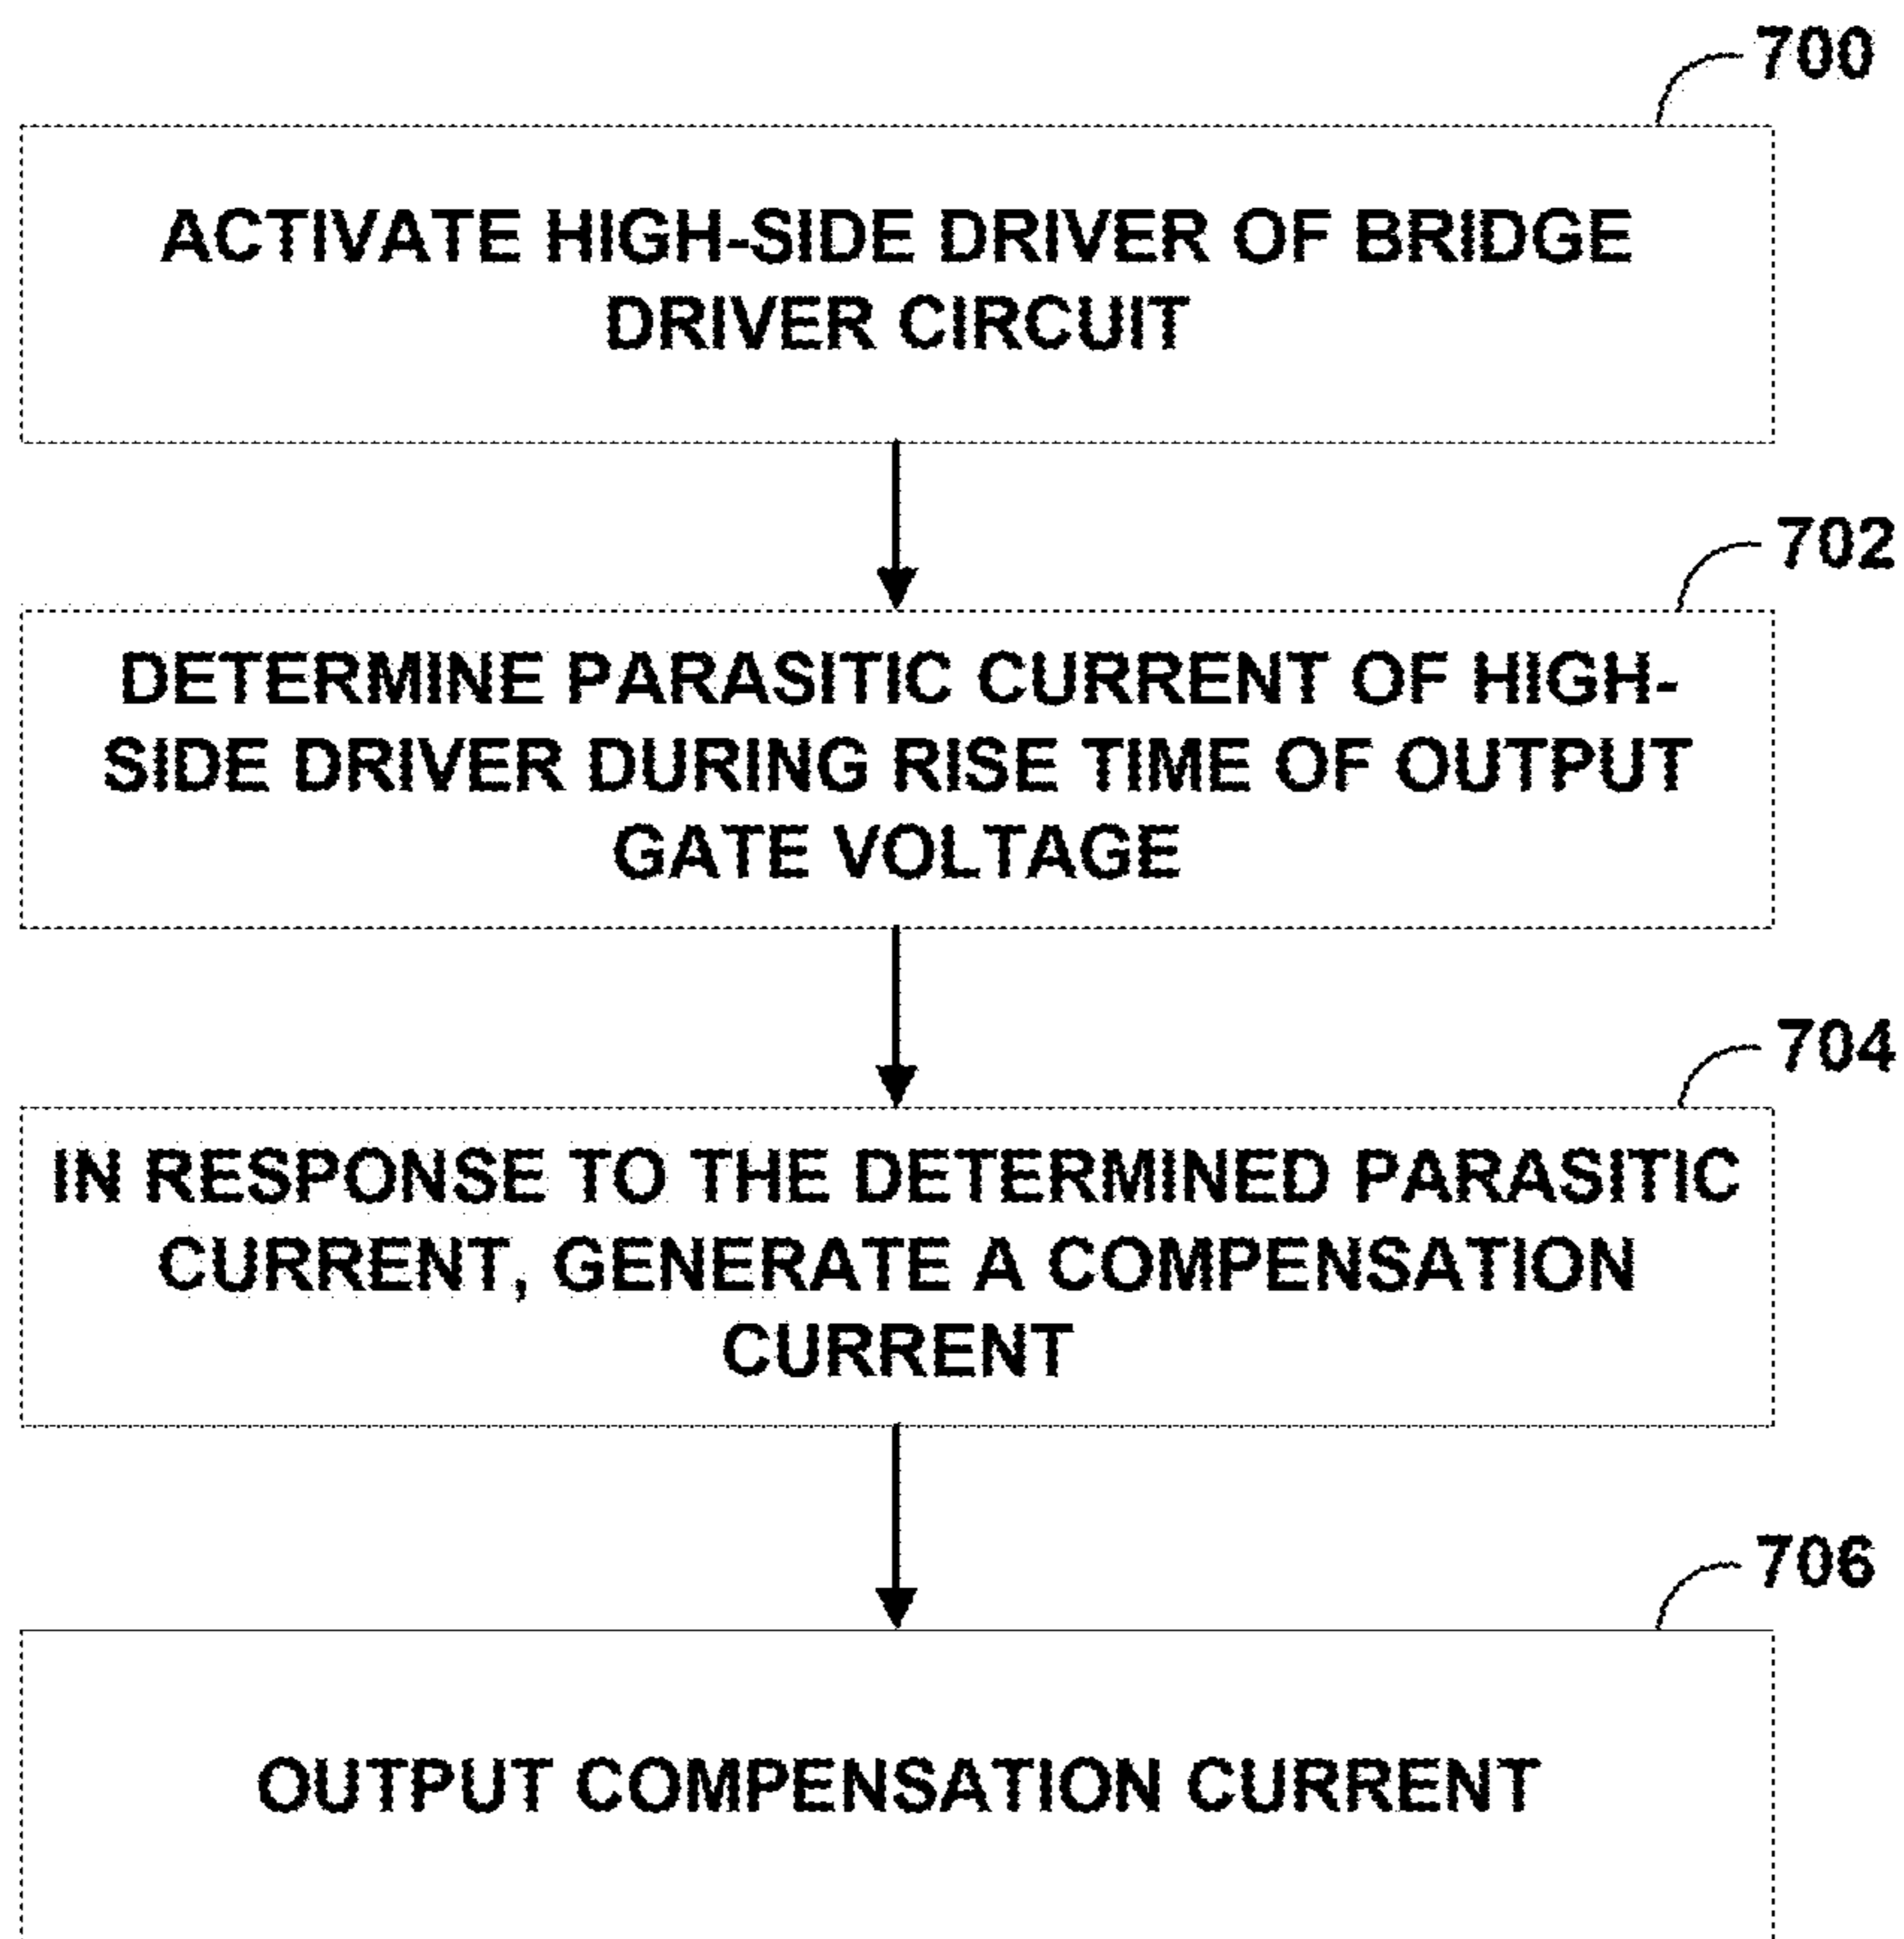 700
ACTIVATE HIGH-SIDE DRIVER OF BRIDGE
DRIVER CIRCUIT
702
DETERMINE PARASITIC CURRENT OF HIGH-
SIDE DRIVER DURING RISE TIME OF OUTPUT
GATE VOLTAGE
704
IN RESPONSE TO THE DETERMINED PARASITIC
CURRENT, GENERATE A COMPENSATION
CURRENT
706
OUTPUT COMPENSATION CURRENT